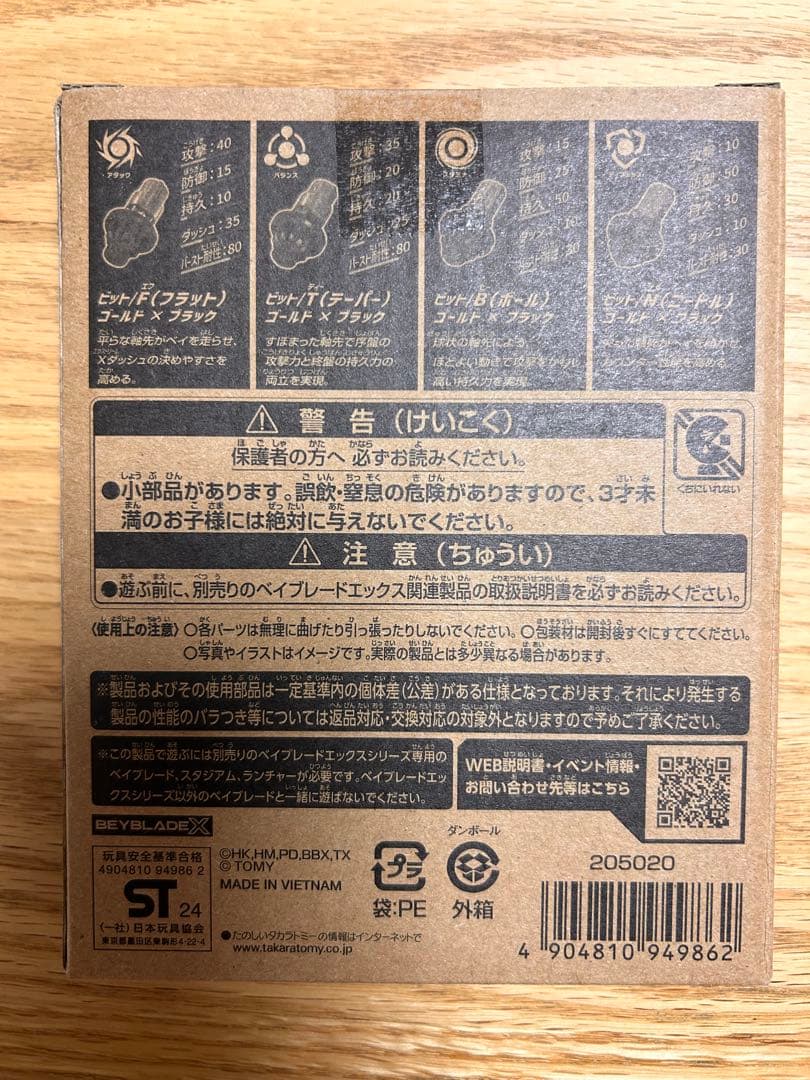 アタック
攻撃：40
防御：15
持久：10
ダッシュ：35
バースト耐性：80
ビット/F(フラット)
ゴールド×ブラック
平らな軸先がベイを走らせ、
Xダッシュの決めやすさを
高める。
バランス
攻撃：35
防御：20
持久：20
バースト耐性：80
ビット/T(テーパー)
ゴールド×ブラック
すぼまった軸先で序盤の
攻撃力と終盤の持久力の
両立を実現。
攻撃：15
防御：25
持久：50
ダッシュ：10
ビット/B(ボール)
ゴールド×ブラック
球状の軸先により、
ほどよい動きで攻撃をかわし
高い持久力を実現。
攻撃：10
防御：50
持久：30
ダッシュ：10
ビット/N(ニードル)
ゴールド×ブラック
警告(けいこく)
保護者の方へ 必ずお読みください。
●小部品があります。誤飲・窒息の危険がありますので、3才未
満のお子様には絶対に与えないでください。
くちにいれない
注意(ちゅうい)
●遊ぶ前に、別売りのベイブレードエックス関連製品の取扱説明書を必ずお読みください。
〈使用上の注意〉○各パーツは無理に曲げたり引っ張ったりしないでください。○包装材は開封後すぐにすててください。
○写真やイラストはイメージです。実際の製品とは多少異なる場合があります。
※製品およびその使用部品は一定基準内の個体差(公差)がある仕様となっております。それにより発生する
製品の性能のバラつき等については返品対応・交換対応の対象外となりますので予めご了承ください。
※この製品で遊ぶには別売りのベイブレードエックスシリーズ専用の
ベイブレード、スタジアム、ランチャーが必要です。ベイブレードエッ
クスシリーズ以外のベイブレードと一緒に遊ばないでください。
WEB説明書・イベント情報・
お問い合わせ先等はこちら
BEYBLADE X
玩具安全基準合格
4904810 94986 2
ST 24
(一社)日本玩具協会
東京都墨田区東駒形4-22-4
©HK,HM,PD,BBX,TX
© TOMY
MADE IN VIETNAM
プラ
袋：PE
ダンボール
外箱
●たのしいタカラトミーの情報はインターネットで
www.takaratomy.co.jp
205020
4 904810 949862